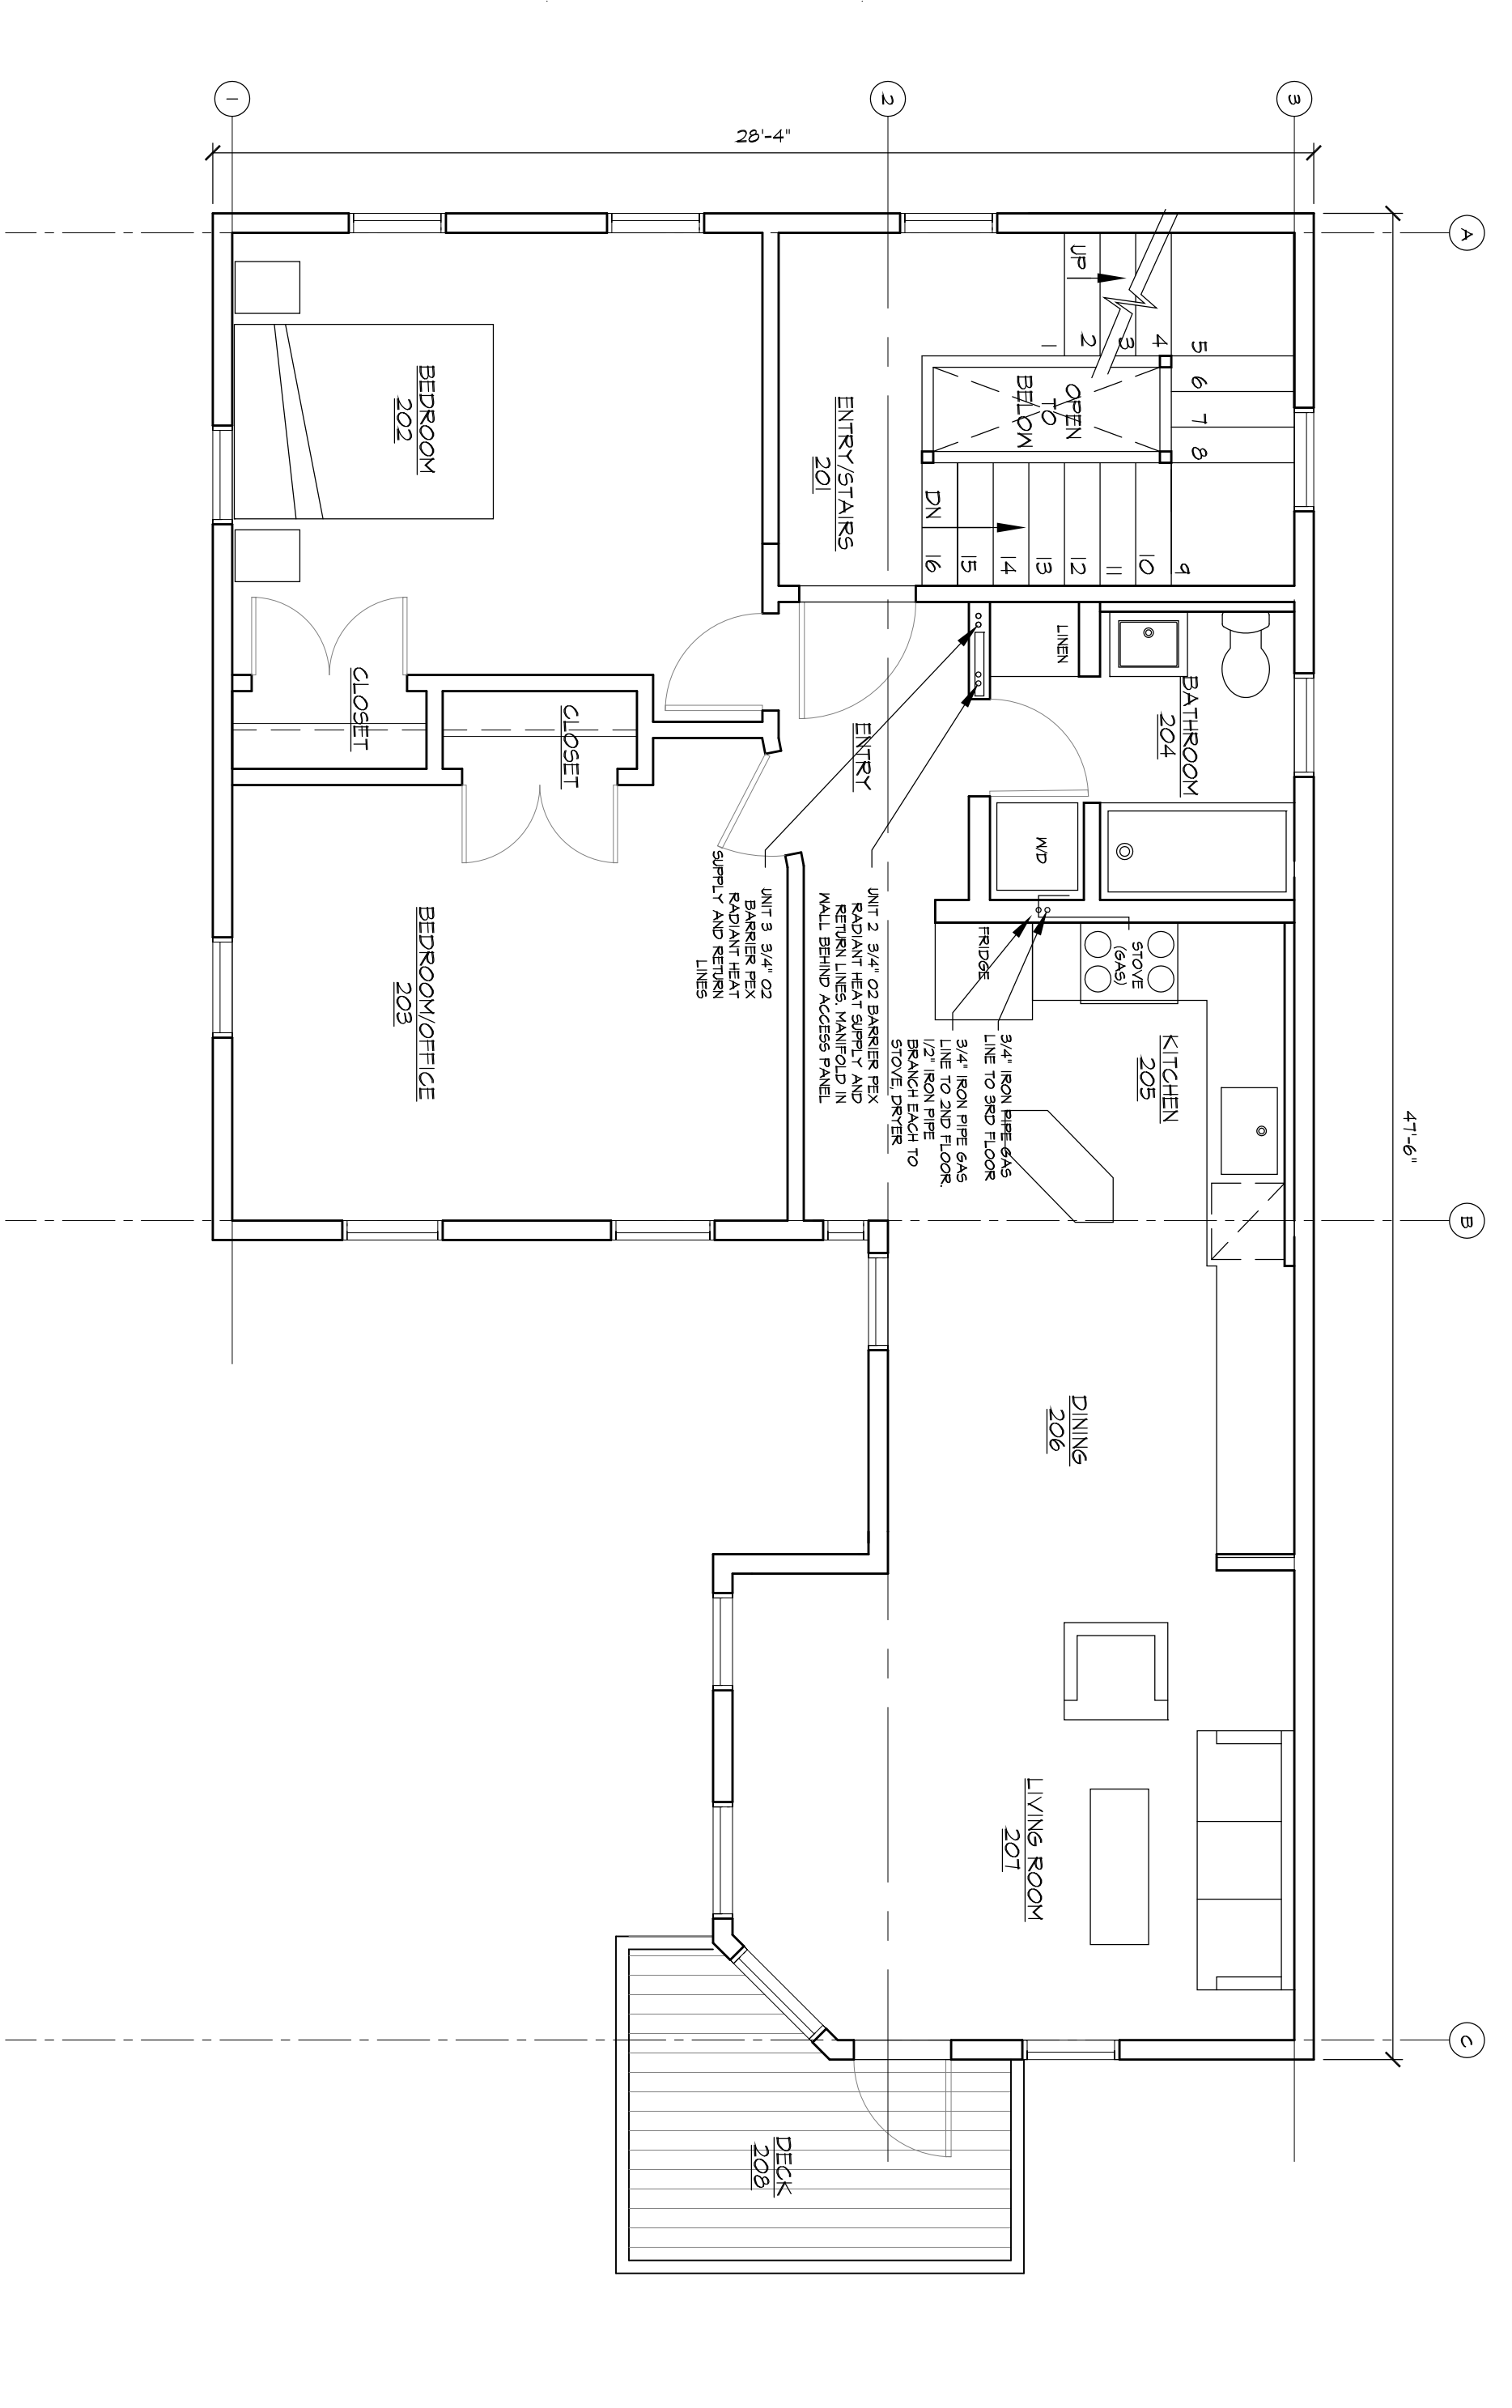 A
B
C
47'-6"
3
2
1
28'-4"
UP
1
2
3
4
5
6
7
8
9
10
11
12
13
14
15
16
DN
OPEN
TO
BELOW
ENTRY/STAIRS
201
BEDROOM
202
CLOSET
CLOSET
BEDROOM/OFFICE
203
ENTRY
LINEN
BATHROOM
204
W/D
UNIT 3 3/4" O2
BARRIER PEX
RADIANT HEAT
SUPPLY AND RETURN
LINES
UNIT 2 3/4" O2 BARRIER PEX
RADIANT HEAT SUPPLY AND
RETURN LINES. MANIFOLD IN
WALL BEHIND ACCESS PANEL
FRIDGE
STOVE
(GAS)
KITCHEN
205
3/4" IRON PIPE GAS
LINE TO 3RD FLOOR
3/4" IRON PIPE GAS
LINE TO 2ND FLOOR.
1/2" IRON PIPE
BRANCH EACH TO
STOVE, DRYER
DINING
206
LIVING ROOM
207
DECK
208